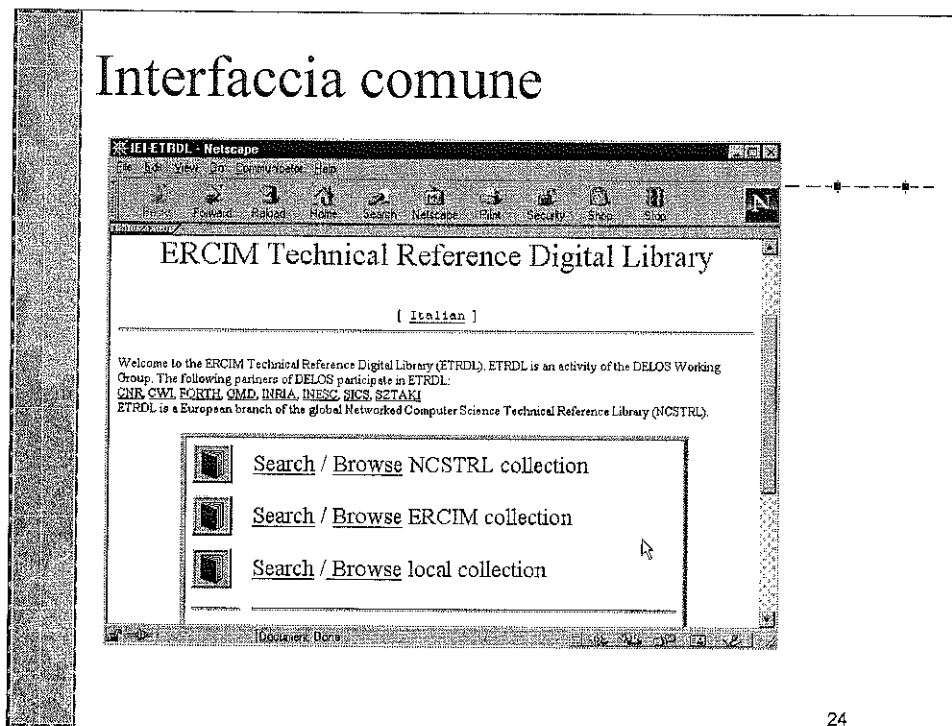 Interfaccia comune
IEI-ETRDL - Netscape
File Edit View Go Communicator Help
Forward Reload Home Search Netscape Print Security Shop Stop
N
ERCIM Technical Reference Digital Library
[ Italian ]
Welcome to the ERCIM Technical Reference Digital Library (ETRDL). ETRDL is an activity of the DELOS Working
Group. The following partners of DELOS participate in ETRDL:
CNR, CWI, FORTH, GMD, INRIA, INESC, SICS, SZTAKI
ETRDL is a European branch of the global Networked Computer Science Technical Reference Library (NCSTRL).
Search / Browse NCSTRL collection
Search / Browse ERCIM collection
Search / Browse local collection
Document: Done
24